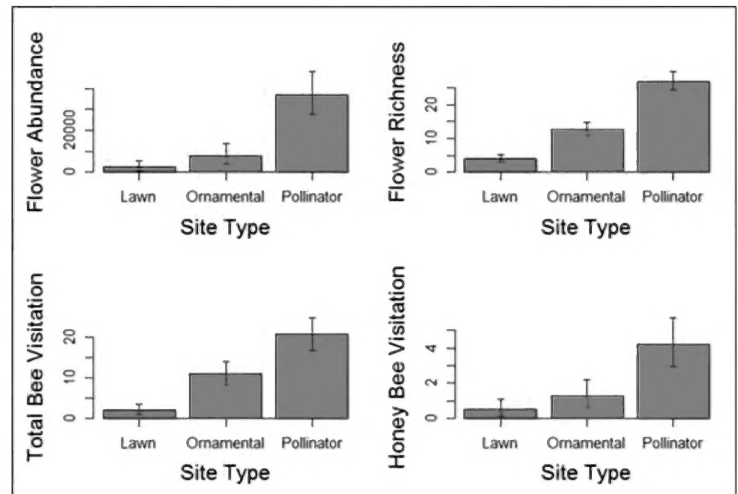 Flower Abundance
20000
0
Lawn Ornamental Pollinator
Site Type
Flower Richness
20
10
0
Lawn Ornamental Pollinator
Site Type
Total Bee Visitation
20
10
0
Lawn Ornamental Pollinator
Site Type
Honey Bee Visitation
4
2
0
Lawn Ornamental Pollinator
Site Type